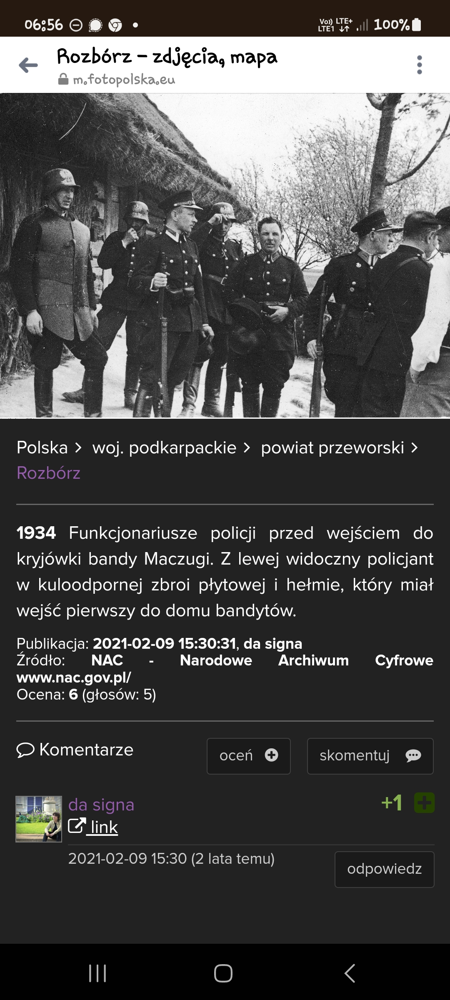 06:56
Vo)) LTE+
LTE1
100%
Rozbórz – zdjęcia, mapa
m.fotopolska.eu
Polska > woj. podkarpackie > powiat przeworski >
Rozbórz
1934 Funkcjonariusze policji przed wejściem do
kryjówki bandy Maczugi. Z lewej widoczny policjant
w kuloodpornej zbroi płytowej i hełmie, który miał
wejść pierwszy do domu bandytów.
Publikacja: 2021-02-09 15:30:31, da signa
Źródło: NAC - Narodowe Archiwum Cyfrowe
www.nac.gov.pl/
Ocena: 6 (głosów: 5)
Komentarze
oceń
skomentuj
da signa
+1
link
2021-02-09 15:30 (2 lata temu)
odpowiedz